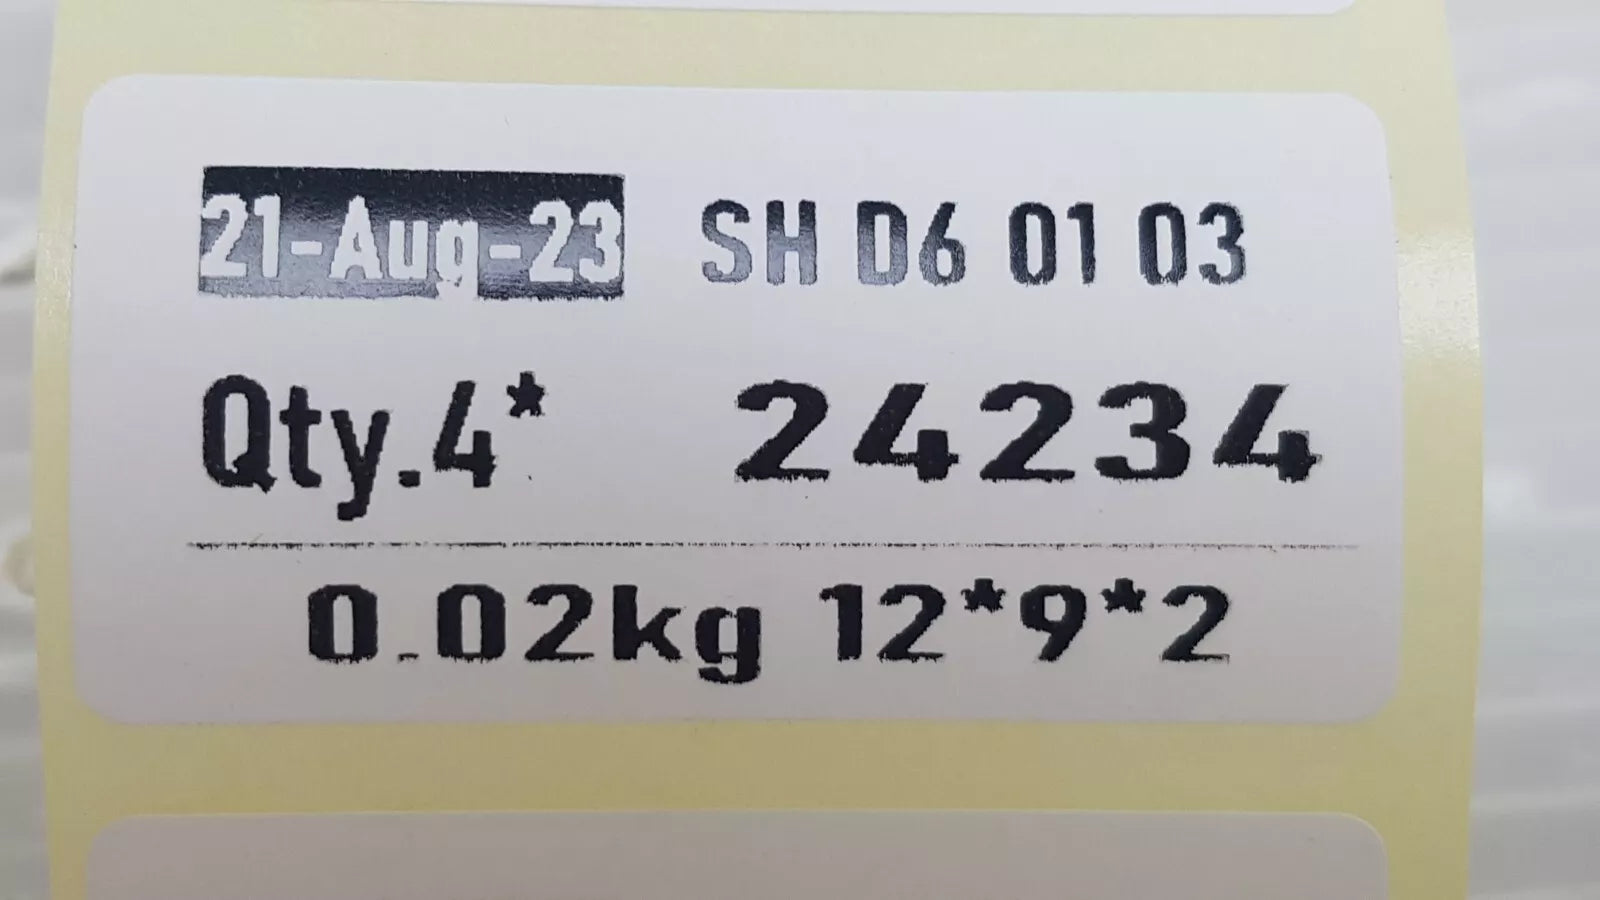 21-Aug-23 SH D6 01 03
Qty.4* 24234
0.02kg 12*9*2